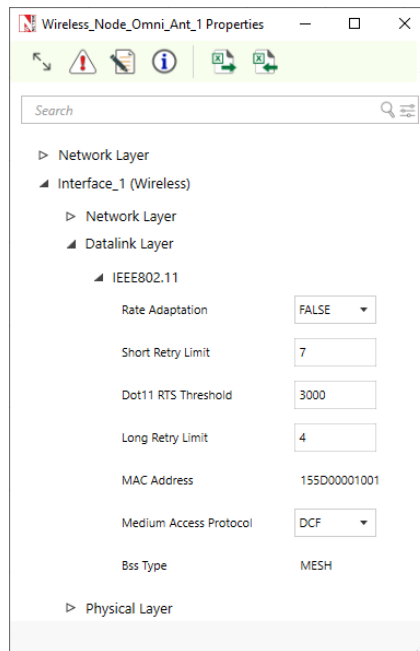 Wireless_Node_Omni_Ant_1 Properties
Search
Network Layer
Interface_1 (Wireless)
Network Layer
Datalink Layer
IEEE802.11
Rate Adaptation FALSE
Short Retry Limit 7
Dot11 RTS Threshold 3000
Long Retry Limit 4
MAC Address 155D00001001
Medium Access Protocol DCF
Bss Type MESH
Physical Layer